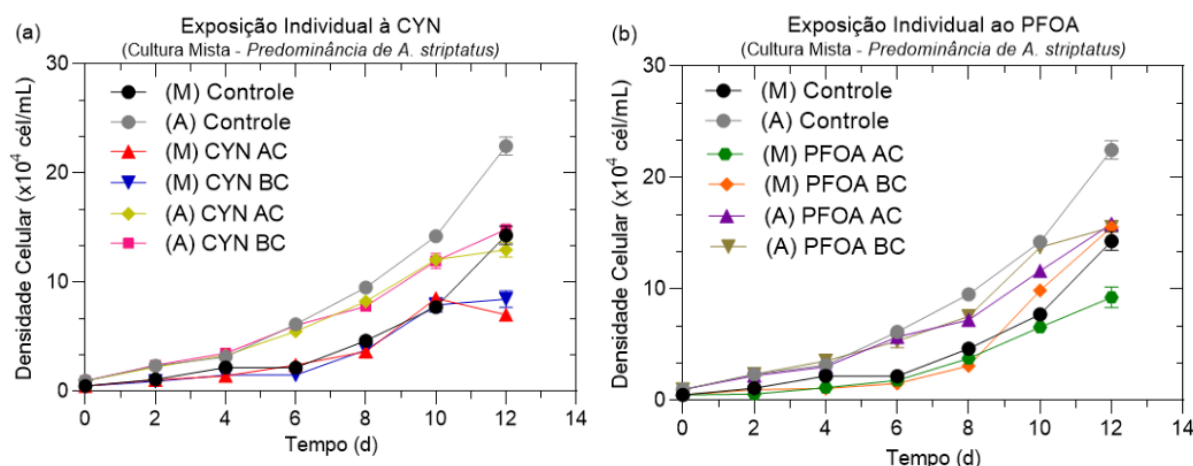 (a)
Exposição Individual à CYN
(Cultura Mista - Predominância de A. striptatus)
30
20
10
0
Densidade Celular (x10⁴ cél/mL)
(M) Controle
(A) Controle
(M) CYN AC
(M) CYN BC
(A) CYN AC
(A) CYN BC
0 2 4 6 8 10 12 14
Tempo (d)
(b)
Exposição Individual ao PFOA
(Cultura Mista - Predominância de A. striptatus)
30
20
10
0
Densidade Celular (x10⁴ cél/mL)
(M) Controle
(A) Controle
(M) PFOA AC
(M) PFOA BC
(A) PFOA AC
(A) PFOA BC
0 2 4 6 8 10 12 14
Tempo (d)